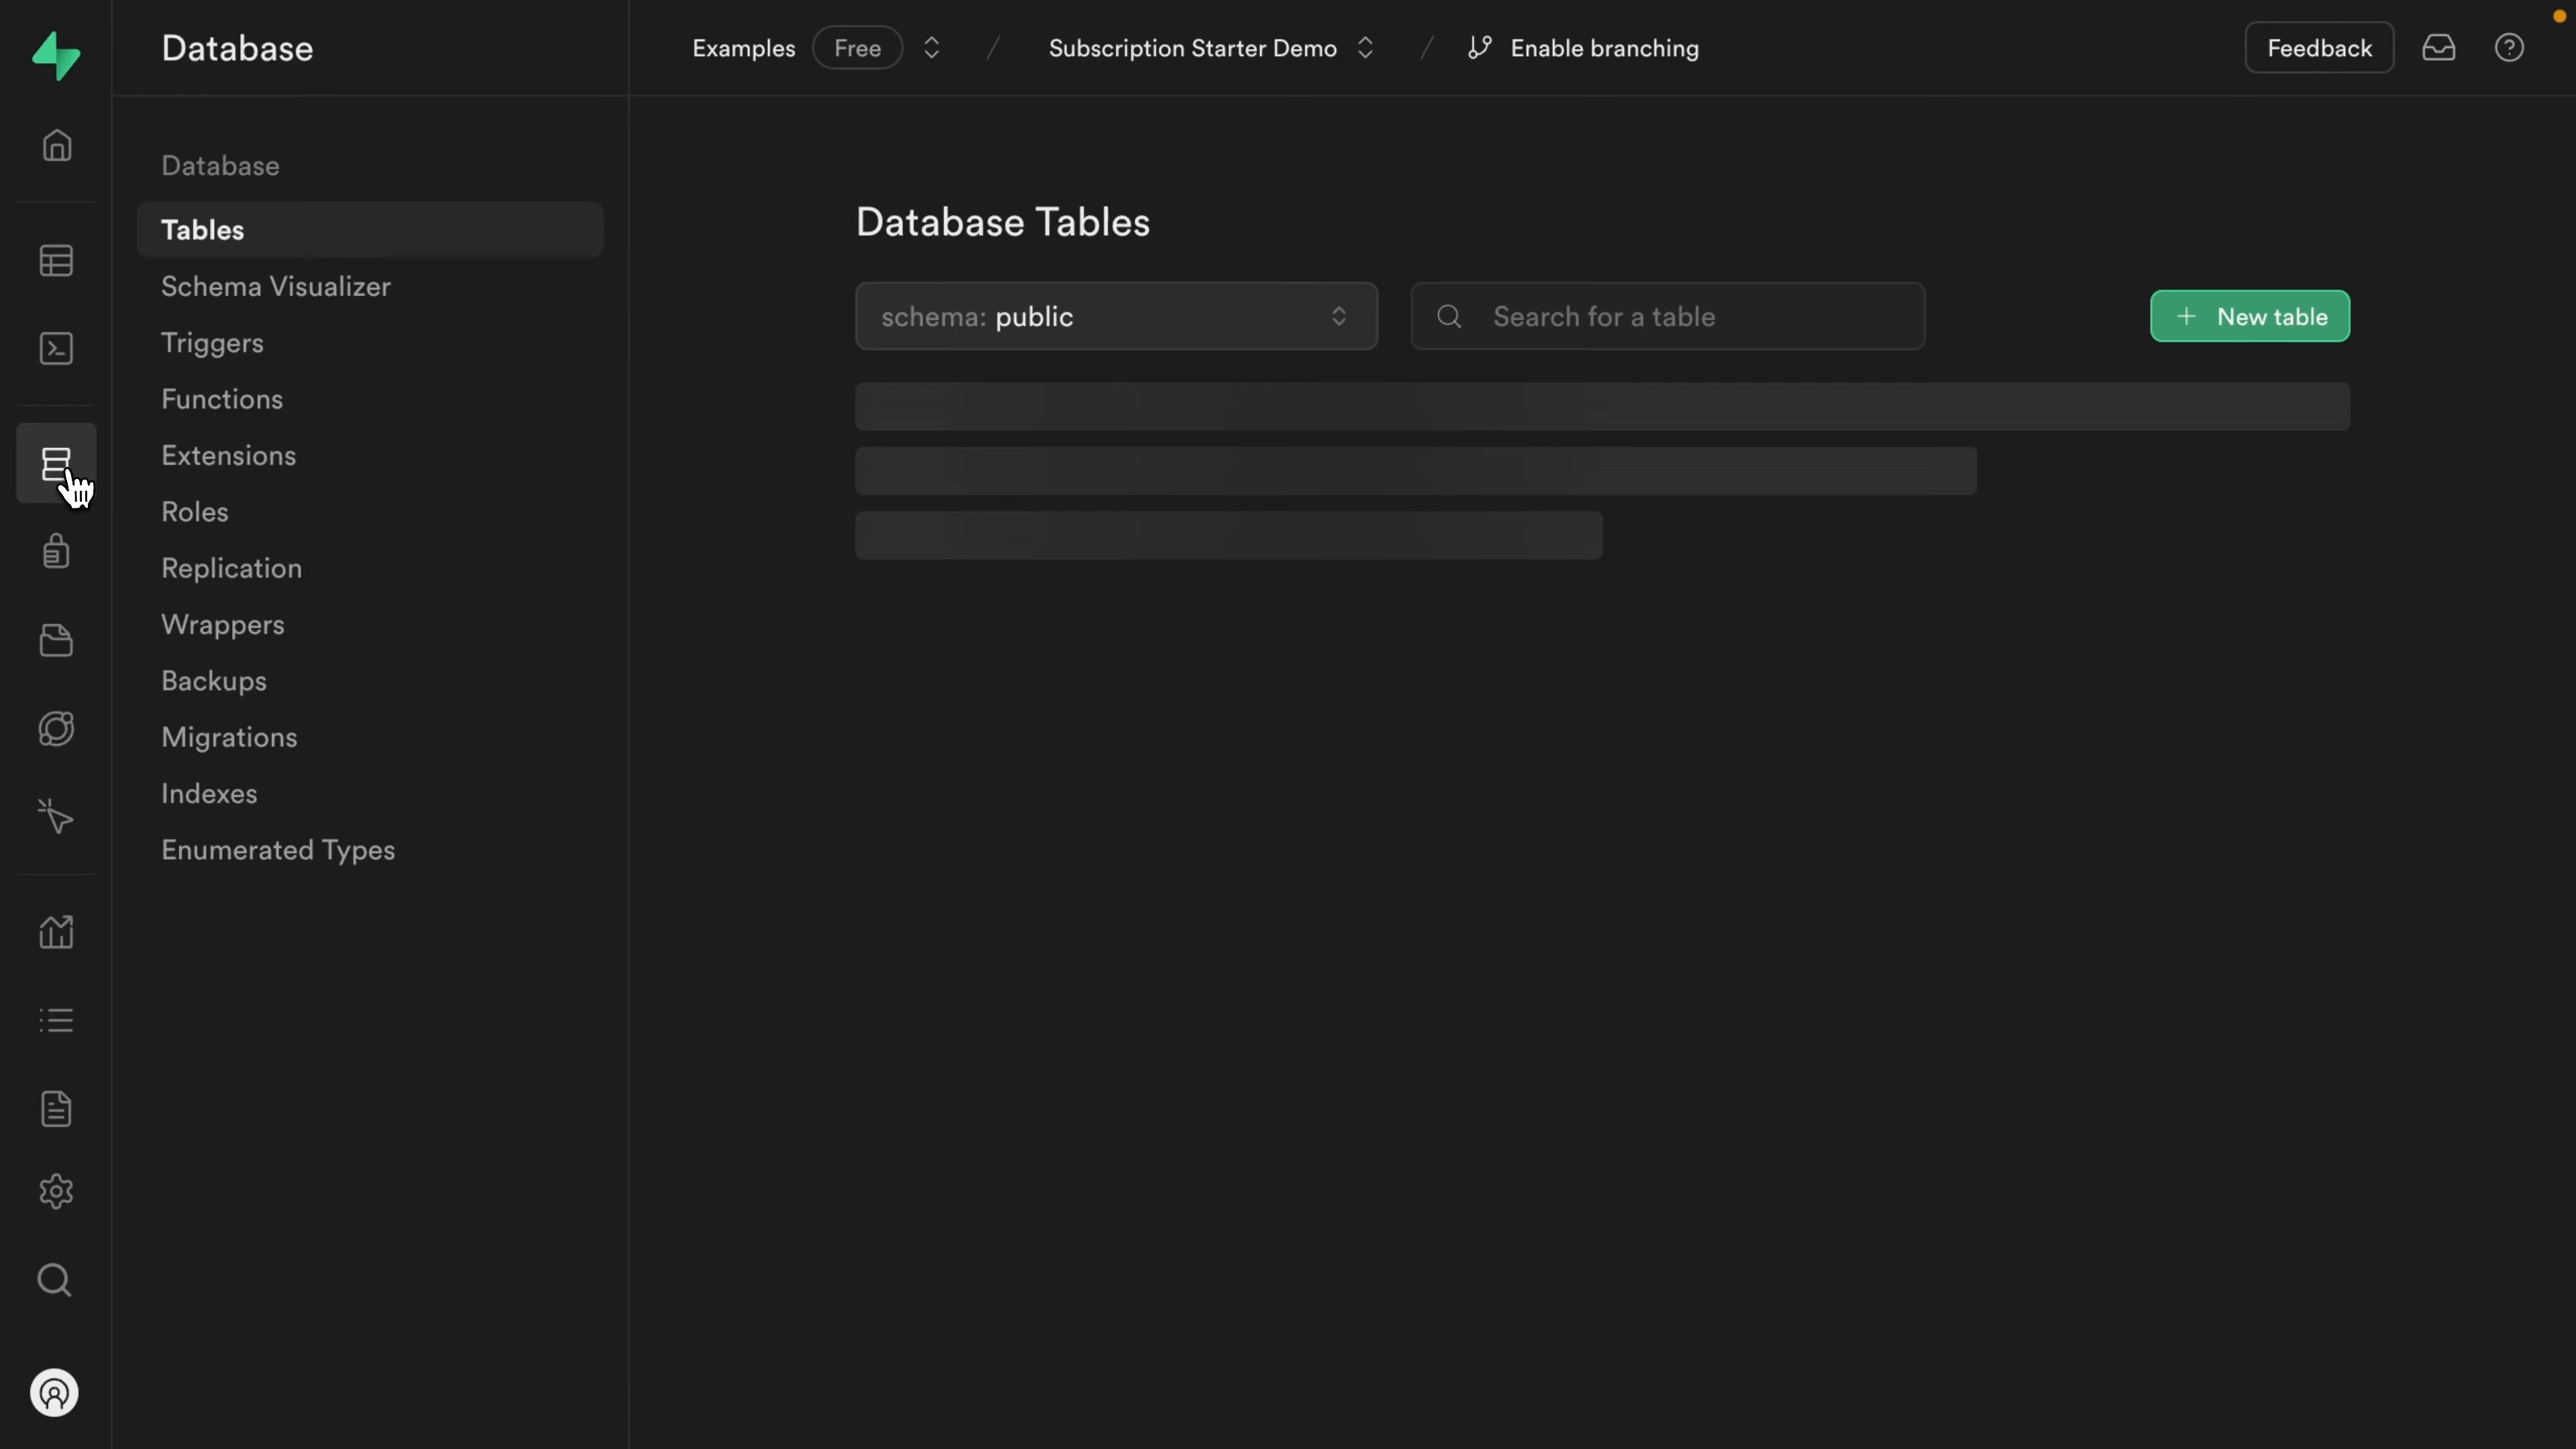 Database
Examples Free / Subscription Starter Demo / Enable branching
Feedback
Database
Tables
Schema Visualizer
Triggers
Functions
Extensions
Roles
Replication
Wrappers
Backups
Migrations
Indexes
Enumerated Types
Database Tables
schema: public
Search for a table
+ New table